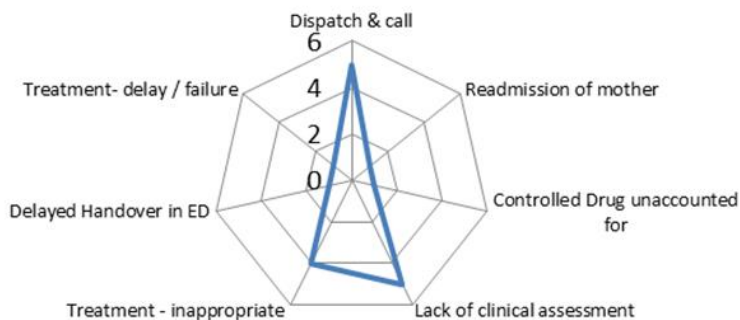 Dispatch & call
6
Treatment- delay / failure
Readmission of mother
4
2
0
Delayed Handover in ED
Controlled Drug unaccounted
for
Treatment - inappropriate
Lack of clinical assessment